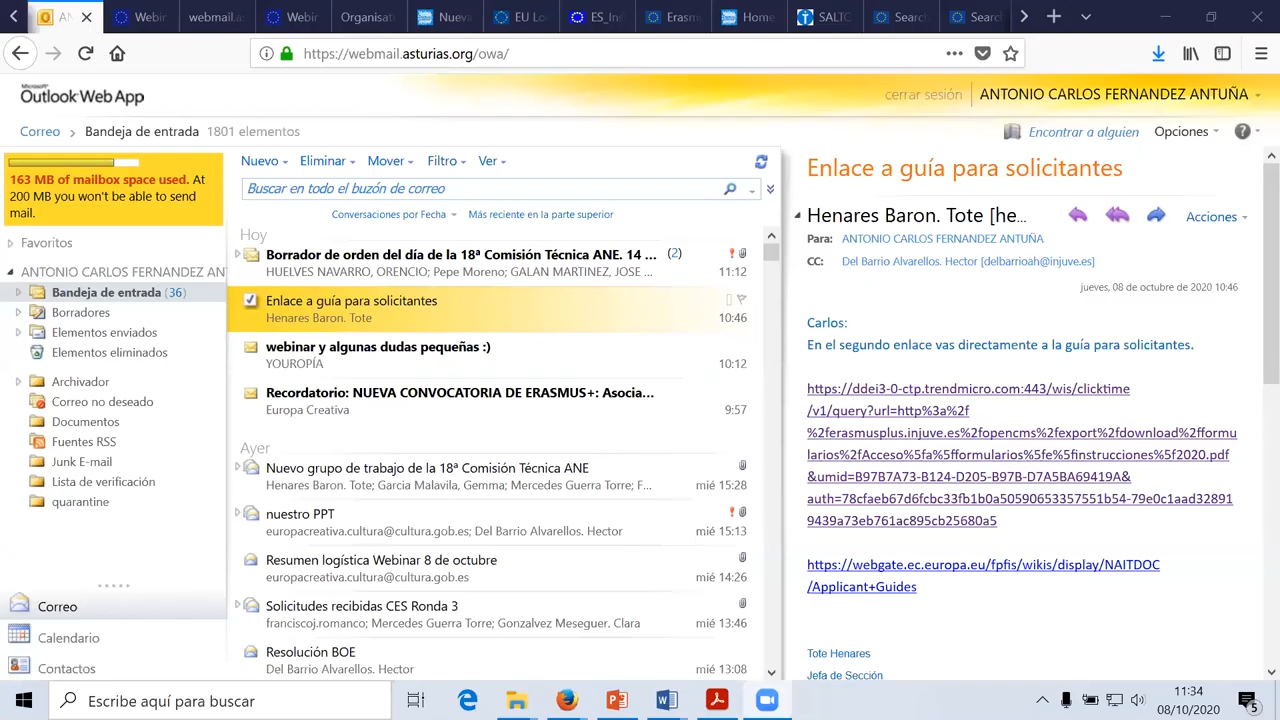 AN
Webin
webmail.a
Webir
Organisa
Nueva
EU Lo
ES_Inf
Erasm
Home
SALTO
Search
Search
https://webmail.asturias.org/owa/
Microsoft
Outlook Web App
cerrar sesión
ANTONIO CARLOS FERNANDEZ ANTUÑA
Correo > Bandeja de entrada 1801 elementos
Encontrar a alguien
Opciones
163 MB of mailbox space used. At
200 MB you won't be able to send
mail.
Favoritos
ANTONIO CARLOS FERNANDEZ AN
Bandeja de entrada (36)
Borradores
Elementos enviados
Elementos eliminados
Archivador
Correo no deseado
Documentos
Fuentes RSS
Junk E-mail
Lista de verificación
quarantine
Correo
Calendario
Contactos
Nuevo Eliminar Mover Filtro Ver
Buscar en todo el buzón de correo
Conversaciones por Fecha Más reciente en la parte superior
Hoy
Borrador de orden del día de la 18ª Comisión Técnica ANE. 14 ... (2)
HUELVES NAVARRO, ORENCIO; Pepe Moreno; GALAN MARTINEZ, JOSE ... 11:12
Enlace a guía para solicitantes
Henares Baron. Tote 10:46
webinar y algunas dudas pequeñas :)
YOUROPÍA 10:12
Recordatorio: NUEVA CONVOCATORIA DE ERASMUS+: Asocia...
Europa Creativa 9:57
Ayer
Nuevo grupo de trabajo de la 18ª Comisión Técnica ANE
Henares Baron. Tote; Garcia Malavila, Gemma; Mercedes Guerra Torre; F... mié 15:28
nuestro PPT
europacreativa.cultura@cultura.gob.es; Del Barrio Alvarellos. Hector mié 15:13
Resumen logística Webinar 8 de octubre
europacreativa.cultura@cultura.gob.es mié 14:26
Solicitudes recibidas CES Ronda 3
franciscoj.romanco; Mercedes Guerra Torre; Gonzalvez Meseguer. Clara mié 13:46
Resolución BOE
Del Barrio Alvarellos. Hector mié 13:08
Enlace a guía para solicitantes
Henares Baron. Tote [he...
Acciones
Para: ANTONIO CARLOS FERNANDEZ ANTUÑA
CC: Del Barrio Alvarellos. Hector [delbarrioah@injuve.es]
jueves, 08 de octubre de 2020 10:46
Carlos:
En el segundo enlace vas directamente a la guía para solicitantes.
https://ddei3-0-ctp.trendmicro.com:443/wis/clicktime
/v1/query?url=http%3a%2f
%2ferasmusplus.injuve.es%2fopencms%2fexport%2fdownload%2fformu
larios%2fAcceso%5fa%5fformularios%5fe%5finstrucciones%5f2020.pdf
&umid=B97B7A73-B124-D205-B97B-D7A5BA69419A&
auth=78cfaeb67d6fcbc33fb1b0a50590653357551b54-79e0c1aad32891
9439a73eb761ac895cb25680a5
https://webgate.ec.europa.eu/fpfis/wikis/display/NAITDOC
/Applicant+Guides
Tote Henares
Jefa de Sección
Escribe aquí para buscar
11:34
08/10/2020
5